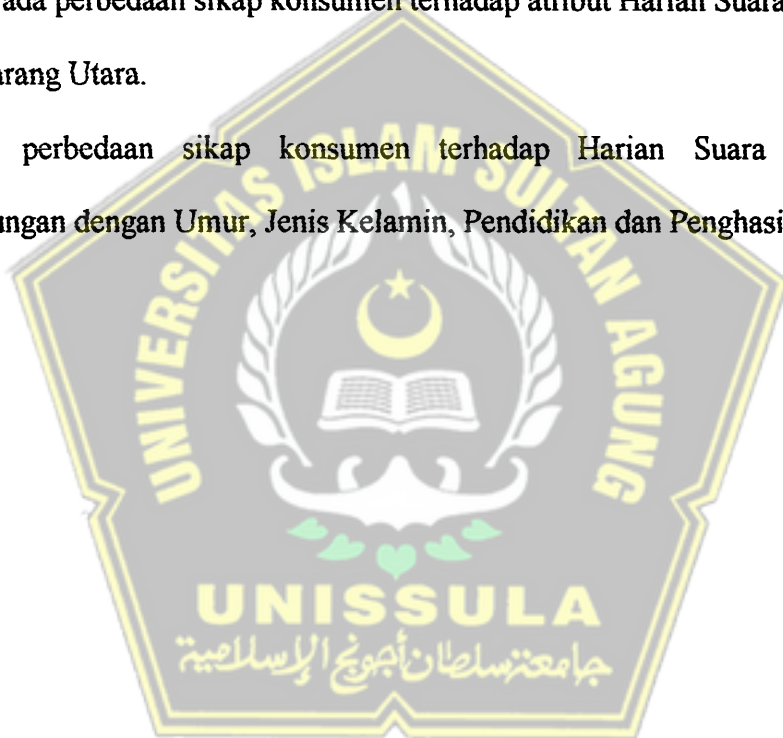 ada perbedaan sikap konsumen terhadap atribut Harian Suara
arang Utara.
perbedaan sikap konsumen terhadap Harian Suara
ungan dengan Umur, Jenis Kelamin, Pendidikan dan Penghasi
UNIVERSITAS ISLAM SULTAN AGUNG
UNISSULA
جامعة سلطان أجونج الإسلامية